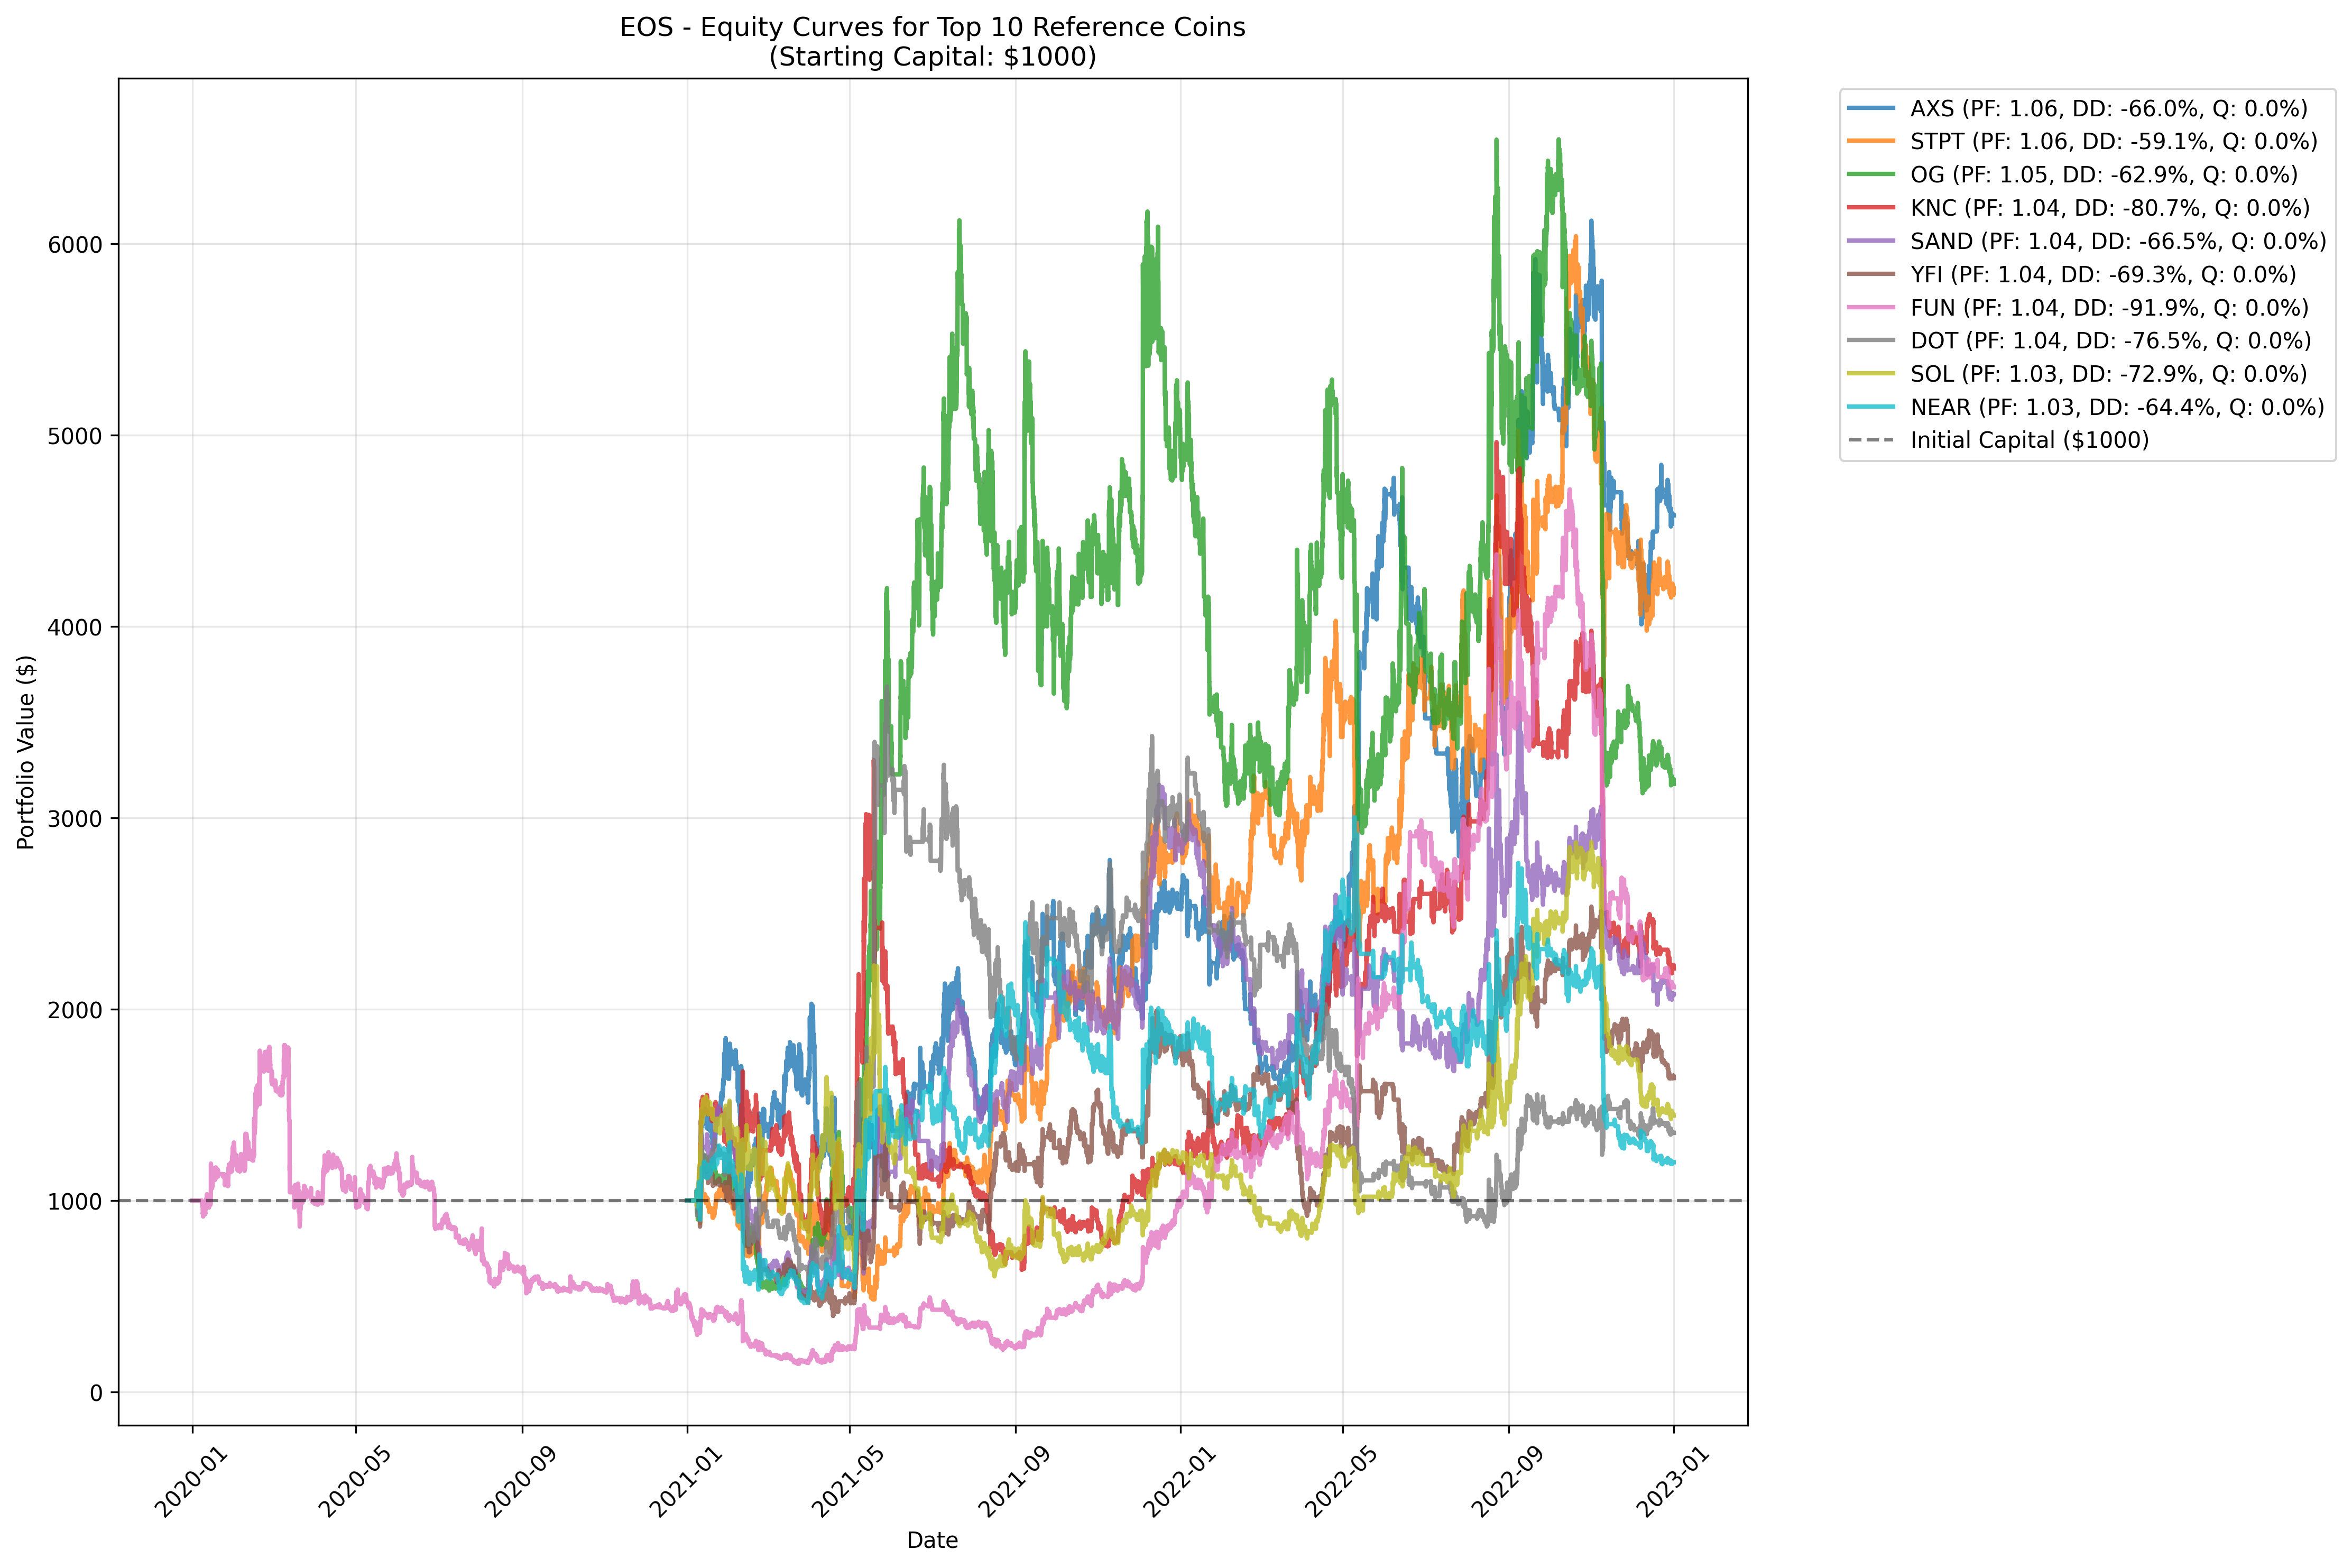 EOS - Equity Curves for Top 10 Reference Coins
(Starting Capital: $1000)
AXS (PF: 1.06, DD: -66.0%, Q: 0.0%)
STPT (PF: 1.06, DD: -59.1%, Q: 0.0%)
OG (PF: 1.05, DD: -62.9%, Q: 0.0%)
KNC (PF: 1.04, DD: -80.7%, Q: 0.0%)
SAND (PF: 1.04, DD: -66.5%, Q: 0.0%)
YFI (PF: 1.04, DD: -69.3%, Q: 0.0%)
FUN (PF: 1.04, DD: -91.9%, Q: 0.0%)
DOT (PF: 1.04, DD: -76.5%, Q: 0.0%)
SOL (PF: 1.03, DD: -72.9%, Q: 0.0%)
NEAR (PF: 1.03, DD: -64.4%, Q: 0.0%)
Initial Capital ($1000)
Portfolio Value ($)
6000
5000
4000
3000
2000
1000
0
2020-01
2020-05
2020-09
2021-01
2021-05
2021-09
2022-01
2022-05
2022-09
2023-01
Date